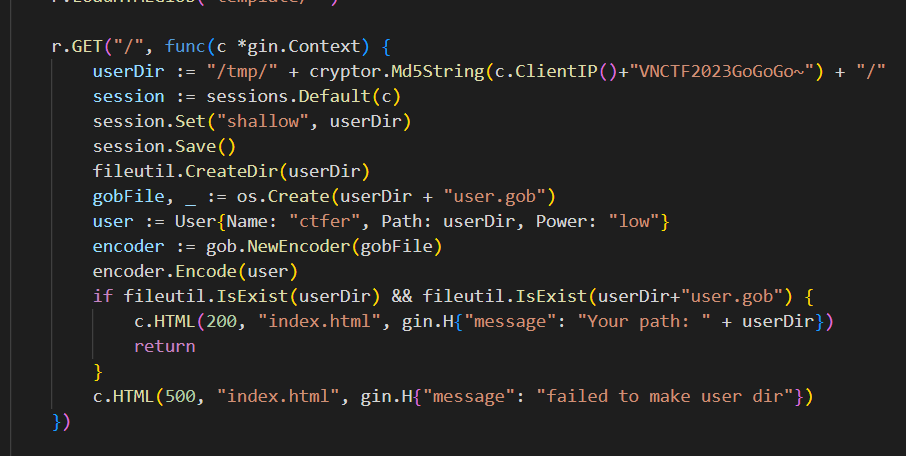 r.GET("/", func(c *gin.Context) {
userDir := "/tmp/" + cryptor.Md5String(c.ClientIP()+"VNCTF2023GoGoGo~") + "/"
session := sessions.Default(c)
session.Set("shallow", userDir)
session.Save()
fileutil.CreateDir(userDir)
gobFile, _ := os.Create(userDir + "user.gob")
user := User{Name: "ctfer", Path: userDir, Power: "low"}
encoder := gob.NewEncoder(gobFile)
encoder.Encode(user)
if fileutil.IsExist(userDir) && fileutil.IsExist(userDir+"user.gob") {
c.HTML(200, "index.html", gin.H{"message": "Your path: " + userDir})
return
}
c.HTML(500, "index.html", gin.H{"message": "failed to make user dir"})
})